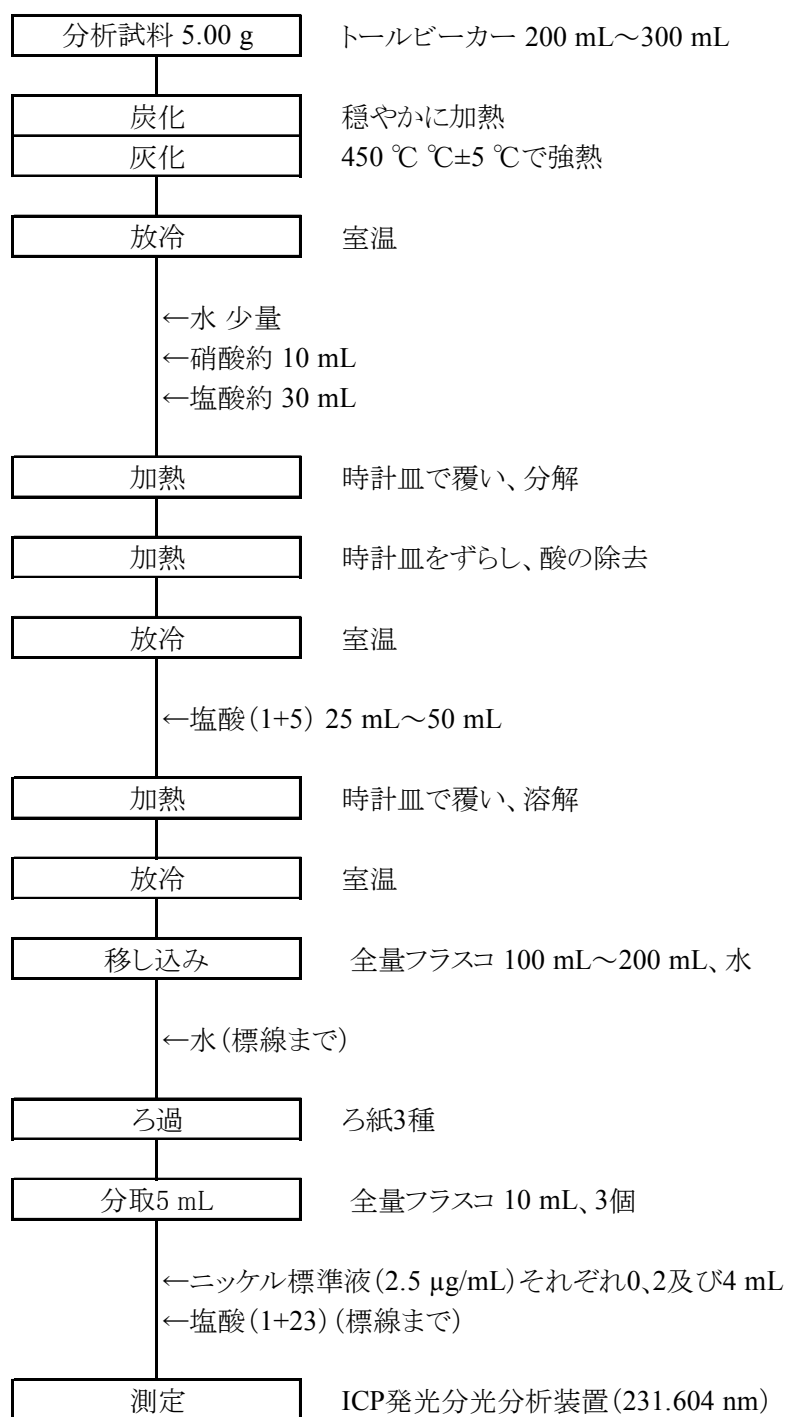 分析試料 5.00 g トールビーカー 200 mL～300 mL
炭化 穏やかに加熱
灰化 450 ℃ ℃±5 ℃で強熱
放冷 室温
←水 少量
←硝酸約 10 mL
←塩酸約 30 mL
加熱 時計皿で覆い、分解
加熱 時計皿をずらし、酸の除去
放冷 室温
←塩酸（1+5） 25 mL～50 mL
加熱 時計皿で覆い、溶解
放冷 室温
移し込み 全量フラスコ 100 mL～200 mL、水
←水（標線まで）
ろ過 ろ紙3種
分取5 mL 全量フラスコ 10 mL、3個
←ニッケル標準液（2.5 µg/mL）それぞれ0、2及び4 mL
←塩酸（1+23）（標線まで）
測定 ICP発光分光分析装置（231.604 nm）